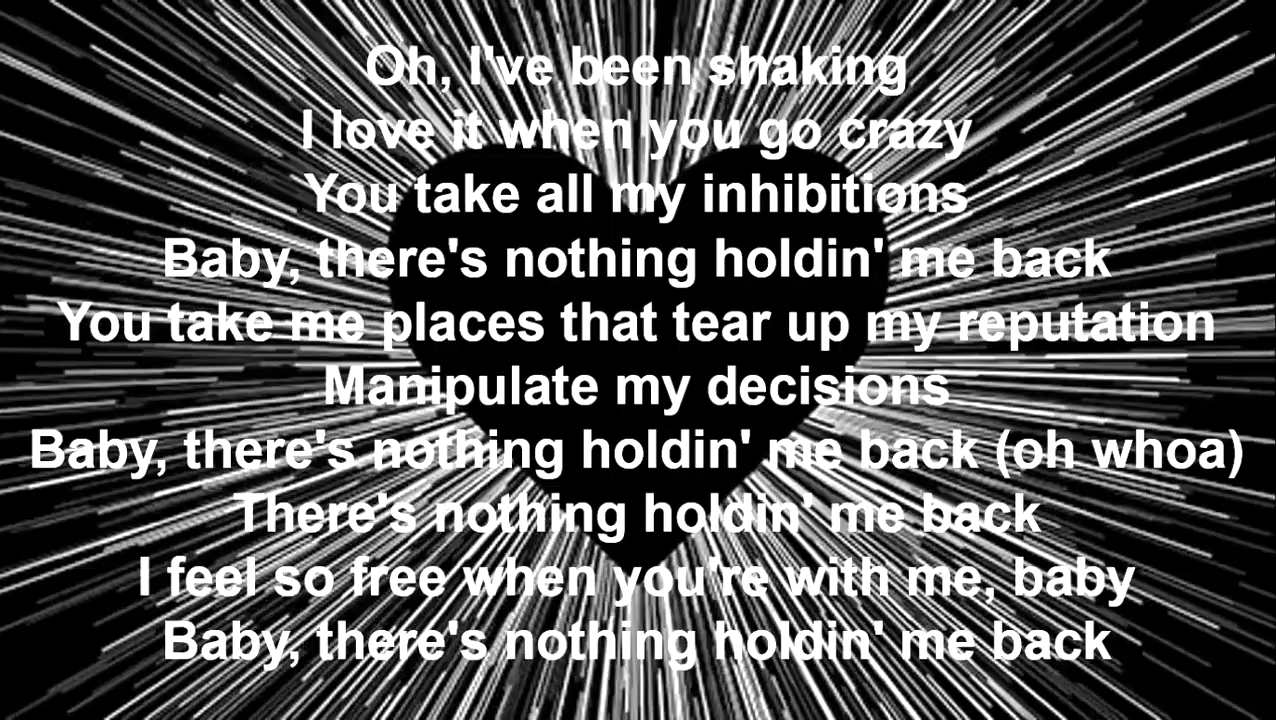 Oh, I've been shaking
I love it when you go crazy
You take all my inhibitions
Baby, there's nothing holdin' me back
You take me places that tear up my reputation
Manipulate my decisions
Baby, there's nothing holdin' me back (oh whoa)
There's nothing holdin' me back
I feel so free when you're with me, baby
Baby, there's nothing holdin' me back